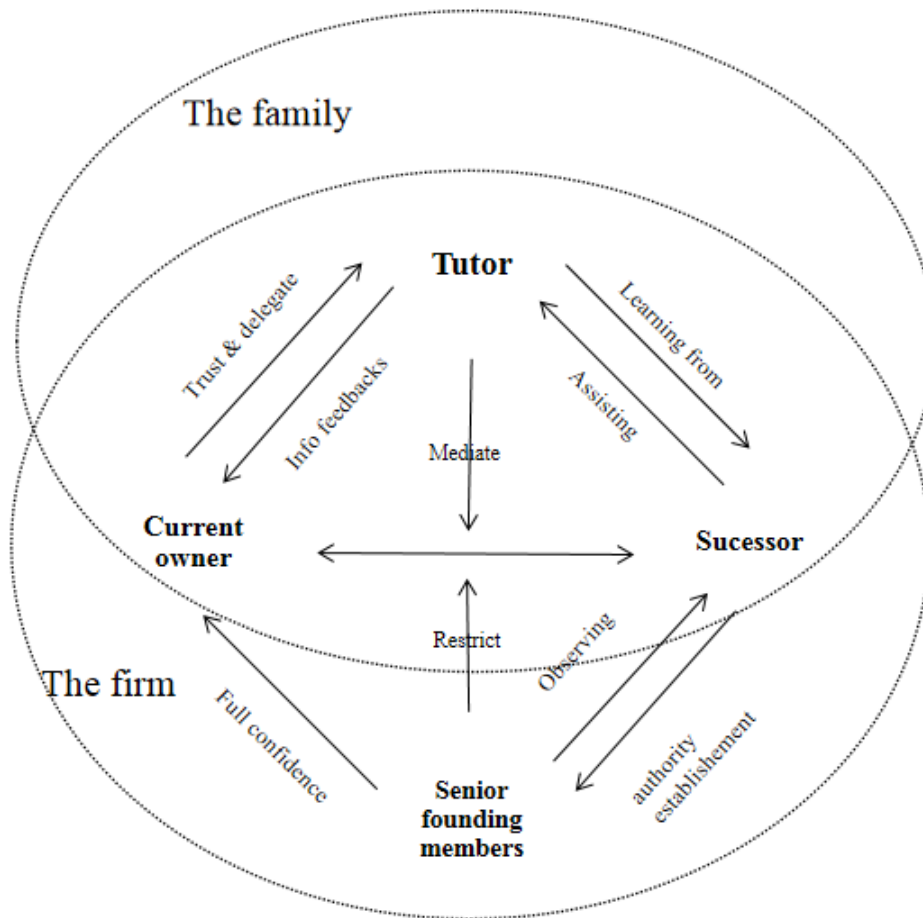 The family
Tutor
Trust & delegate
Info feedbacks
Learning from
Assisting
Mediate
Current
owner
Sucessor
Restrict
Observing
The firm
Full confidence
authority
establishement
Senior
founding
members